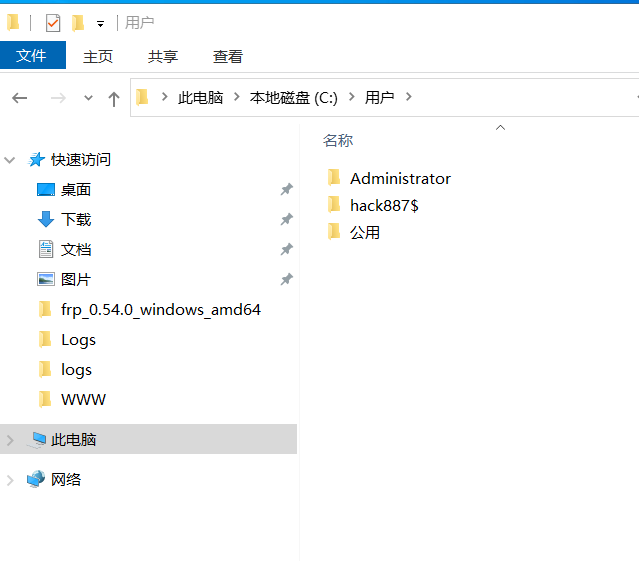 用户
文件 主页 共享 查看
此电脑 本地磁盘 (C:) 用户
快速访问
桌面
下载
文档
图片
frp_0.54.0_windows_amd64
Logs
logs
WWW
此电脑
网络
名称
Administrator
hack887$
公用